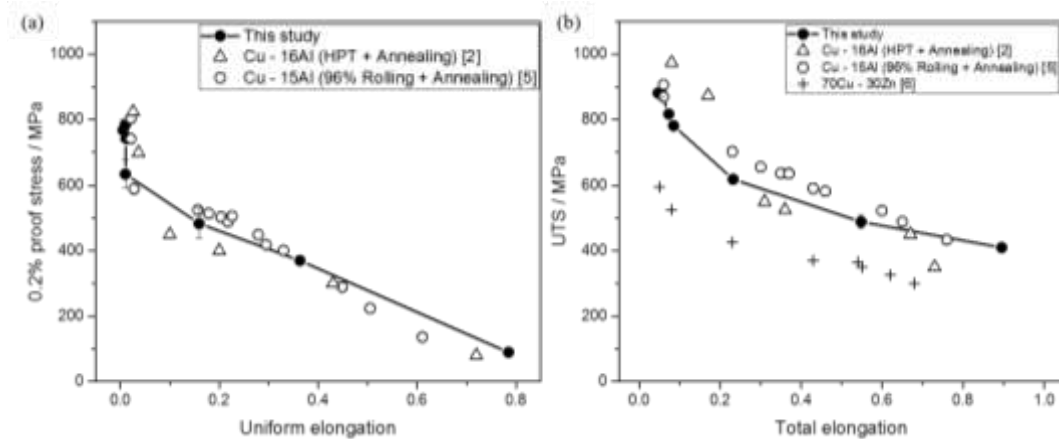 (a)
This study
Cu - 16Al (HPT + Annealing) [2]
Cu - 15Al (96% Rolling + Annealing) [5]
0.2% proof stress / MPa
1000
800
600
400
200
0
0.0 0.2 0.4 0.6 0.8
Uniform elongation
(b)
This study
Cu - 16Al (HPT + Annealing) [2]
Cu - 15Al (96% Rolling + Annealing) [5]
70Cu - 30Zn [6]
UTS / MPa
1000
800
600
400
200
0
0.0 0.2 0.4 0.6 0.8 1.0
Total elongation